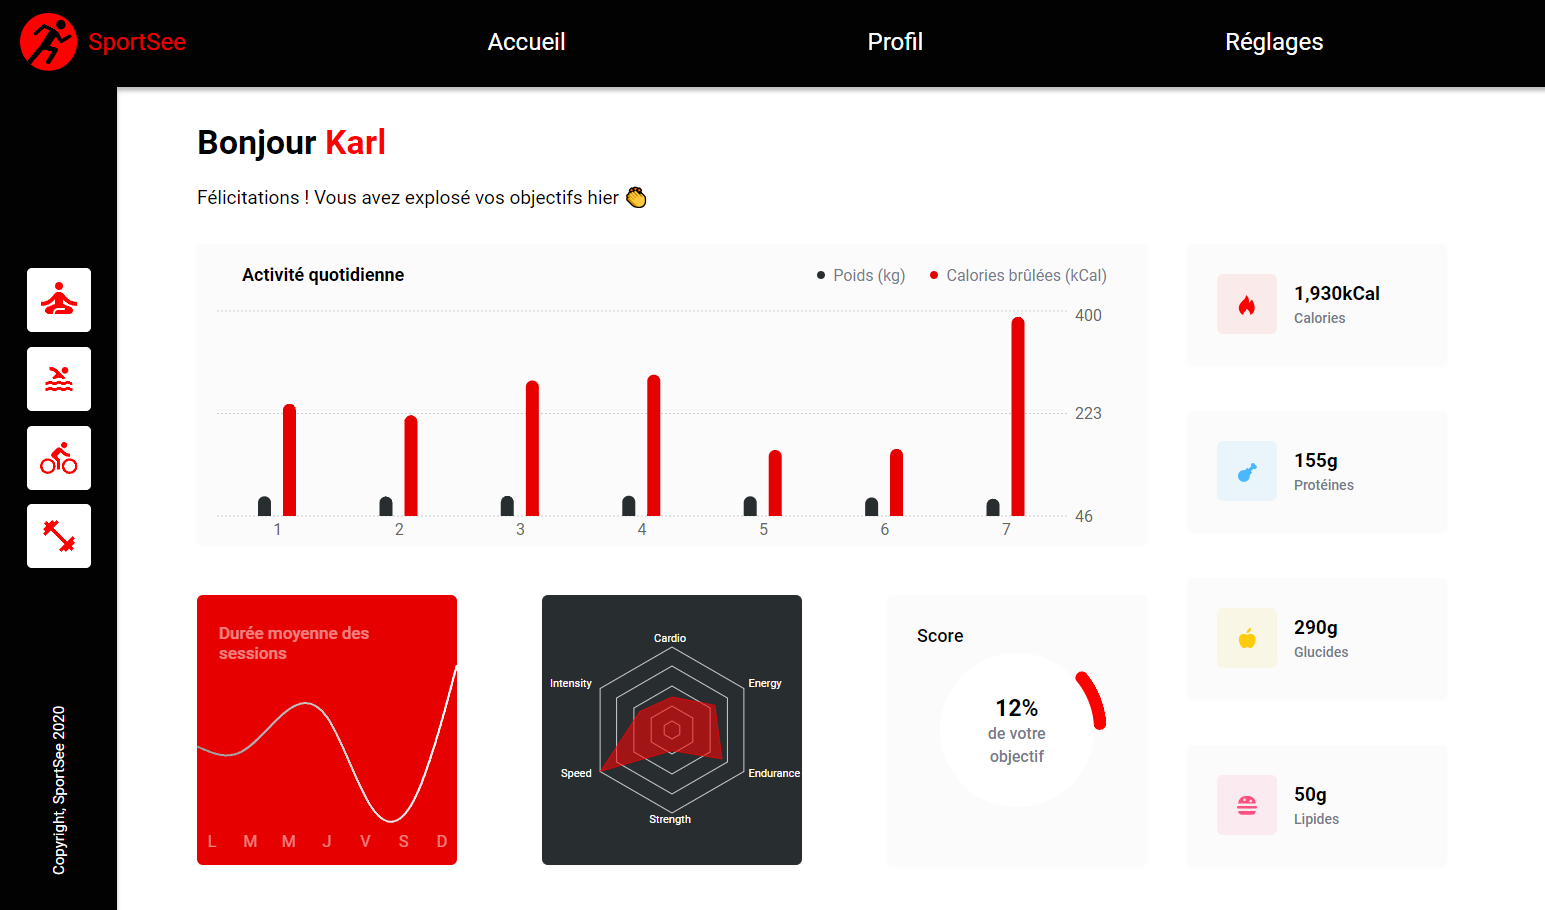 SportSee
Accueil
Profil
Réglages
Bonjour Karl
Félicitations ! Vous avez explosé vos objectifs hier 👏
Activité quotidienne
Poids (kg)
Calories brûlées (kCal)
400
223
46
1 2 3 4 5 6 7
1,930kCal
Calories
155g
Protéines
290g
Glucides
50g
Lipides
Durée moyenne des
sessions
L M M J V S D
Cardio
Energy
Endurance
Strength
Speed
Intensity
Score
12%
de votre
objectif
Copyright, SportSee 2020